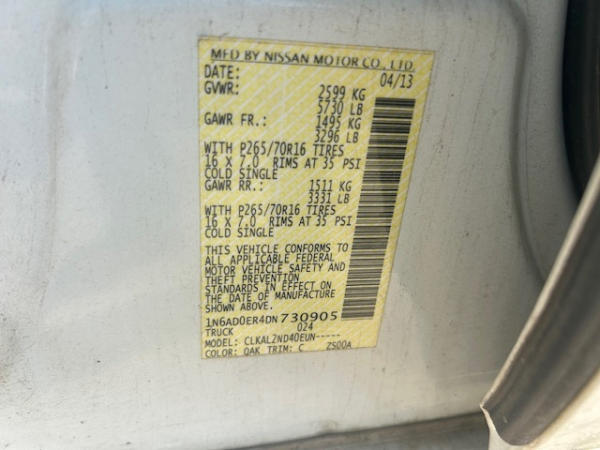 MFD BY NISSAN MOTOR CO., LTD.
DATE: 04/13
GVWR: 2599 KG
5730 LB
GAWR FR.: 1495 KG
3296 LB
WITH P265/70R16 TIRES
16 X 7.0 RIMS AT 35 PSI
COLD SINGLE
GAWR RR.: 1511 KG
3331 LB
WITH P265/70R16 TIRES
16 X 7.0 RIMS AT 35 PSI
COLD SINGLE
THIS VEHICLE CONFORMS TO
ALL APPLICABLE FEDERAL
MOTOR VEHICLE SAFETY AND
THEFT PREVENTION
STANDARDS IN EFFECT ON
THE DATE OF MANUFACTURE
SHOWN ABOVE.
1N6AD0ER4DN730905
TRUCK 024
MODEL: CLKALZND40EUN-----
COLOR: QAK TRIM: C ZS00A